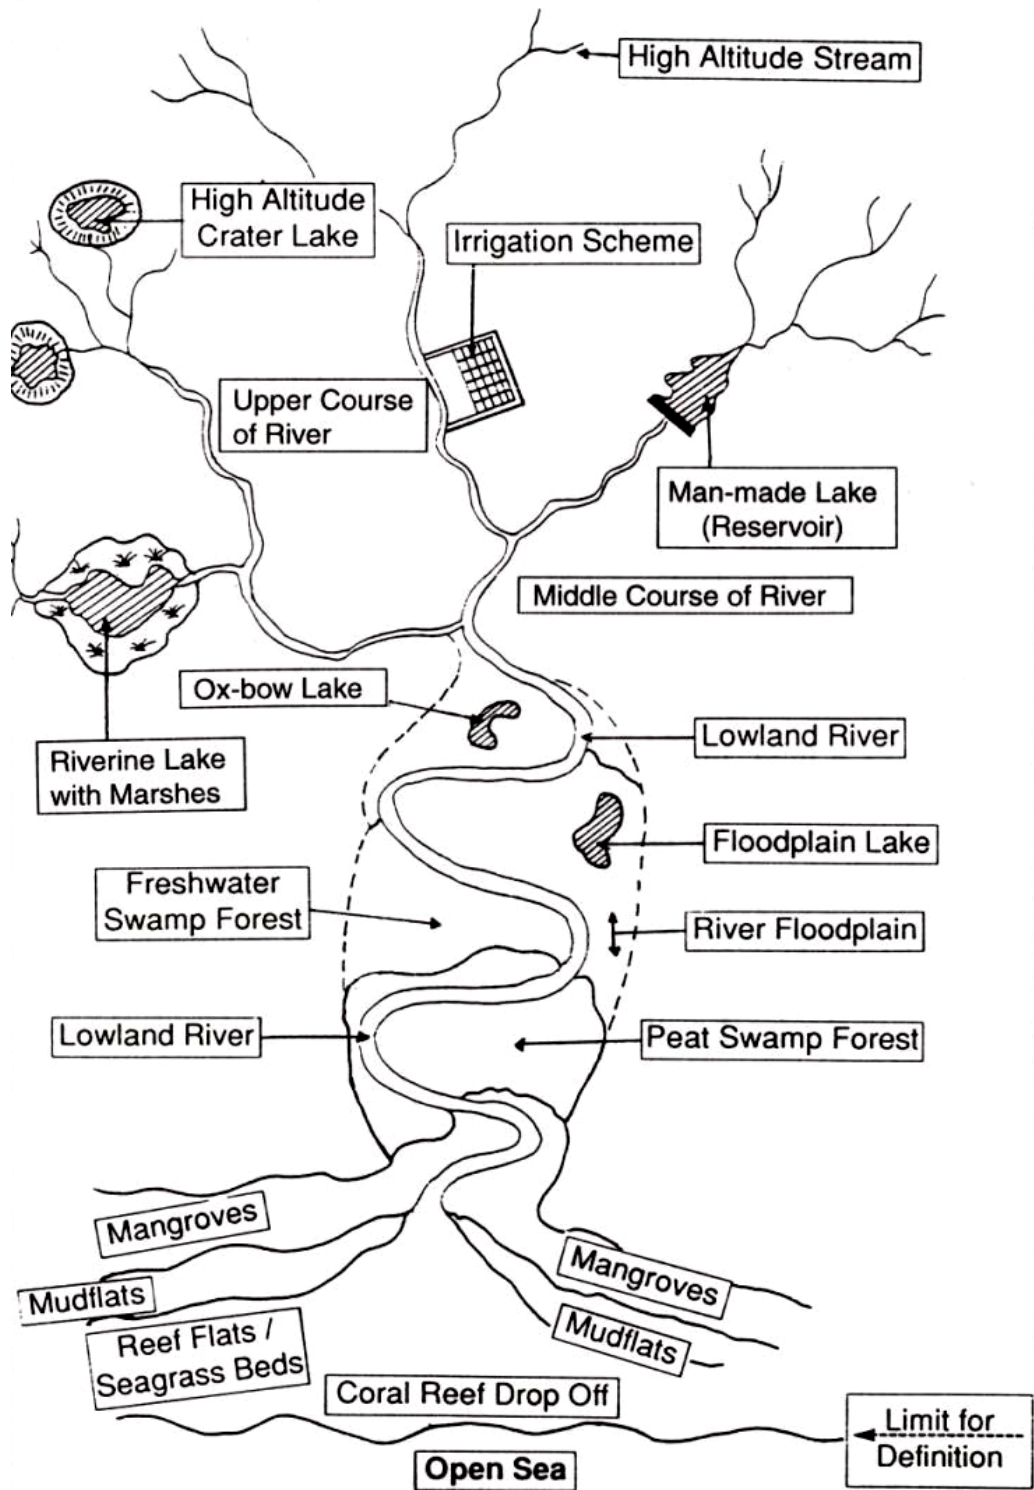 High Altitude Stream
High Altitude
Crater Lake
Irrigation Scheme
Upper Course
of River
Man-made Lake
(Reservoir)
Middle Course of River
Ox-bow Lake
Lowland River
Riverine Lake
with Marshes
Floodplain Lake
Freshwater
Swamp Forest
River Floodplain
Lowland River
Peat Swamp Forest
Mangroves
Mangroves
Mudflats
Mudflats
Reef Flats /
Seagrass Beds
Coral Reef Drop Off
Limit for
Definition
Open Sea